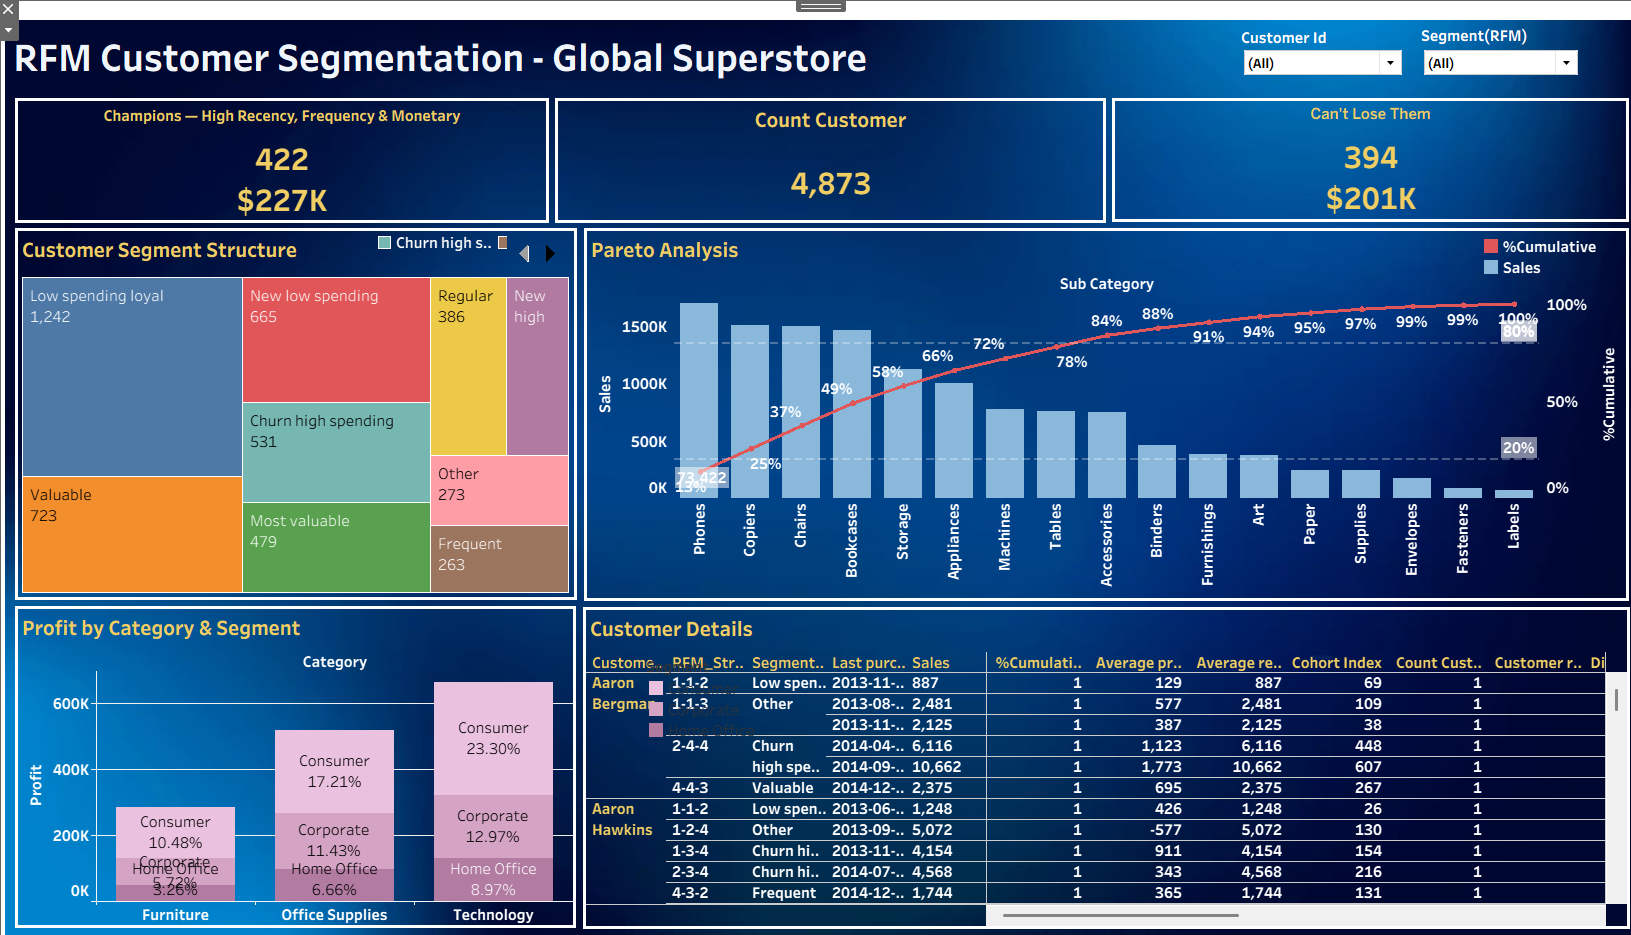 RFM Customer Segmentation - Global Superstore
Customer Id
(All)
Segment(RFM)
(All)
Champions — High Recency, Frequency & Monetary
422
$227K
Count Customer
4,873
Can't Lose Them
394
$201K
Customer Segment Structure
Churn high s..
Low spending loyal
1,242
Valuable
723
New low spending
665
Churn high spending
531
Most valuable
479
Regular
386
New
high
Other
273
Frequent
263
Pareto Analysis
%Cumulative
Sales
Sub Category
1500K
1000K
500K
0K
Sales
73,422
13%
25%
37%
49%
58%
66%
72%
78%
84%
88%
91%
94%
95%
97%
99%
99%
100%
80%
20%
100%
50%
0%
%Cumulative
Phones
Copiers
Chairs
Bookcases
Storage
Appliances
Machines
Tables
Accessories
Binders
Furnishings
Art
Paper
Supplies
Envelopes
Fasteners
Labels
Profit by Category & Segment
Category
600K
400K
200K
0K
Profit
Consumer
10.48%
Corporate
5.72%
Home Office
3.26%
Consumer
17.21%
Corporate
11.43%
Home Office
6.66%
Consumer
23.30%
Corporate
12.97%
Home Office
8.97%
Furniture
Office Supplies
Technology
Customer Details
Custome.. RFM_Str.. Segment.. Last purc.. Sales %Cumulati.. Average pr.. Average re.. Cohort Index Count Cust.. Customer r.. Di
Aaron 1-1-2 Low spen.. 2013-11-.. 887 1 129 887 69 1
Bergman 1-1-3 Other 2013-08-.. 2,481 1 577 2,481 109 1
2013-11-.. 2,125 1 387 2,125 38 1
2-4-4 Churn 2014-04-.. 6,116 1 1,123 6,116 448 1
high spe.. 2014-09-.. 10,662 1 1,773 10,662 607 1
4-4-3 Valuable 2014-12-.. 2,375 1 695 2,375 267 1
Aaron 1-1-2 Low spen.. 2013-06-.. 1,248 1 426 1,248 26 1
Hawkins 1-2-4 Other 2013-09-.. 5,072 1 -577 5,072 130 1
1-3-4 Churn hi.. 2013-11-.. 4,154 1 911 4,154 154 1
2-3-4 Churn hi.. 2014-07-.. 4,568 1 343 4,568 216 1
4-3-2 Frequent 2014-12-.. 1,744 1 365 1,744 131 1
Corporate
Home Office